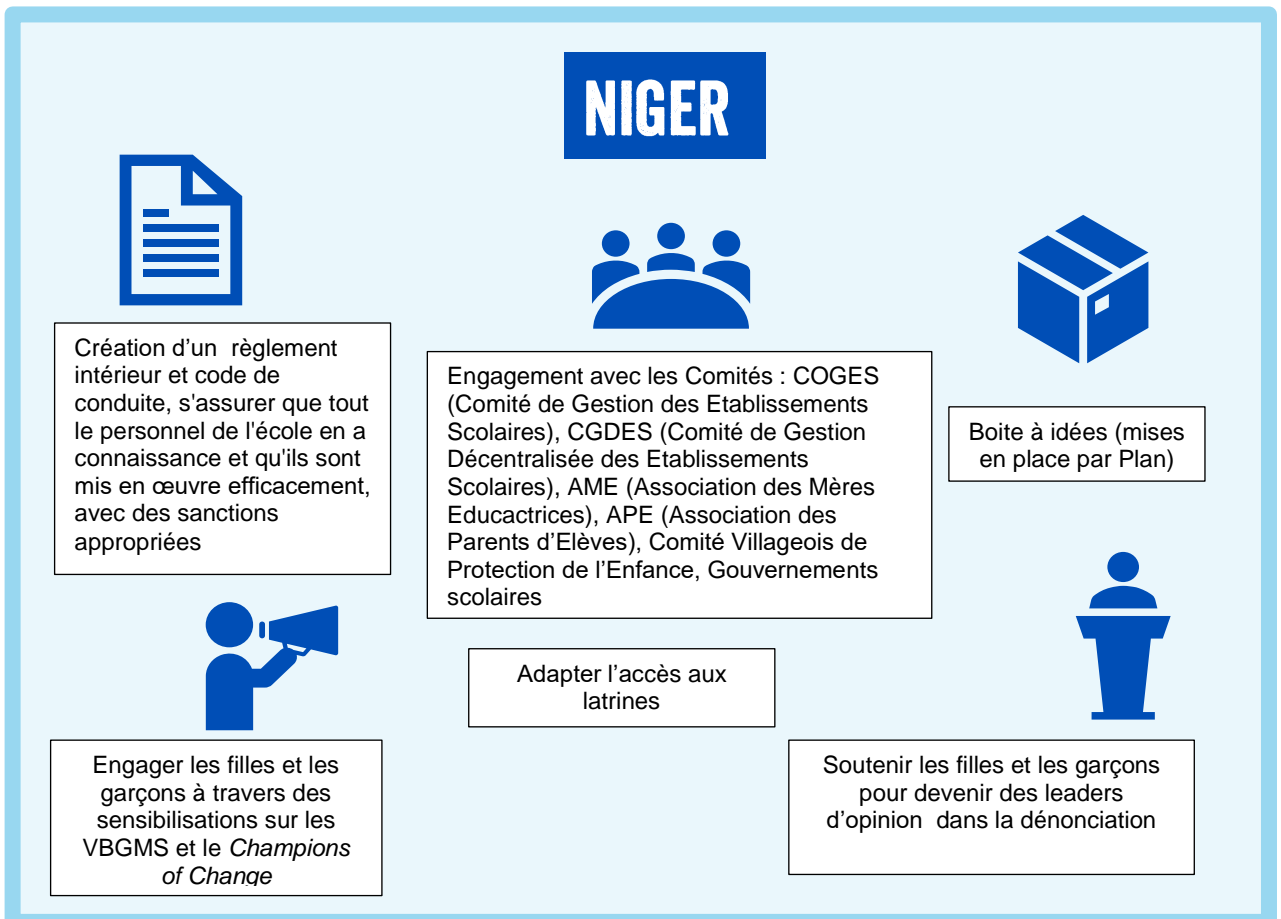 NIGER
Création d’un  règlement
intérieur et code de
conduite, s'assurer que tout
le personnel de l'école en a
connaissance et qu'ils sont
mis en œuvre efficacement,
avec des sanctions
appropriées
Engagement avec les Comités : COGES
(Comité de Gestion des Etablissements
Scolaires), CGDES (Comité de Gestion
Décentralisée des Etablissements
Scolaires), AME (Association des Mères
Educactrices), APE (Association des
Parents d’Elèves), Comité Villageois de
Protection de l’Enfance, Gouvernements
scolaires
Boite à idées (mises
en place par Plan)
Engager les filles et les
garçons à travers des
sensibilisations sur les
VBGMS et le Champions
of Change
Adapter l’accès aux
latrines
Soutenir les filles et les garçons
pour devenir des leaders
d’opinion  dans la dénonciation